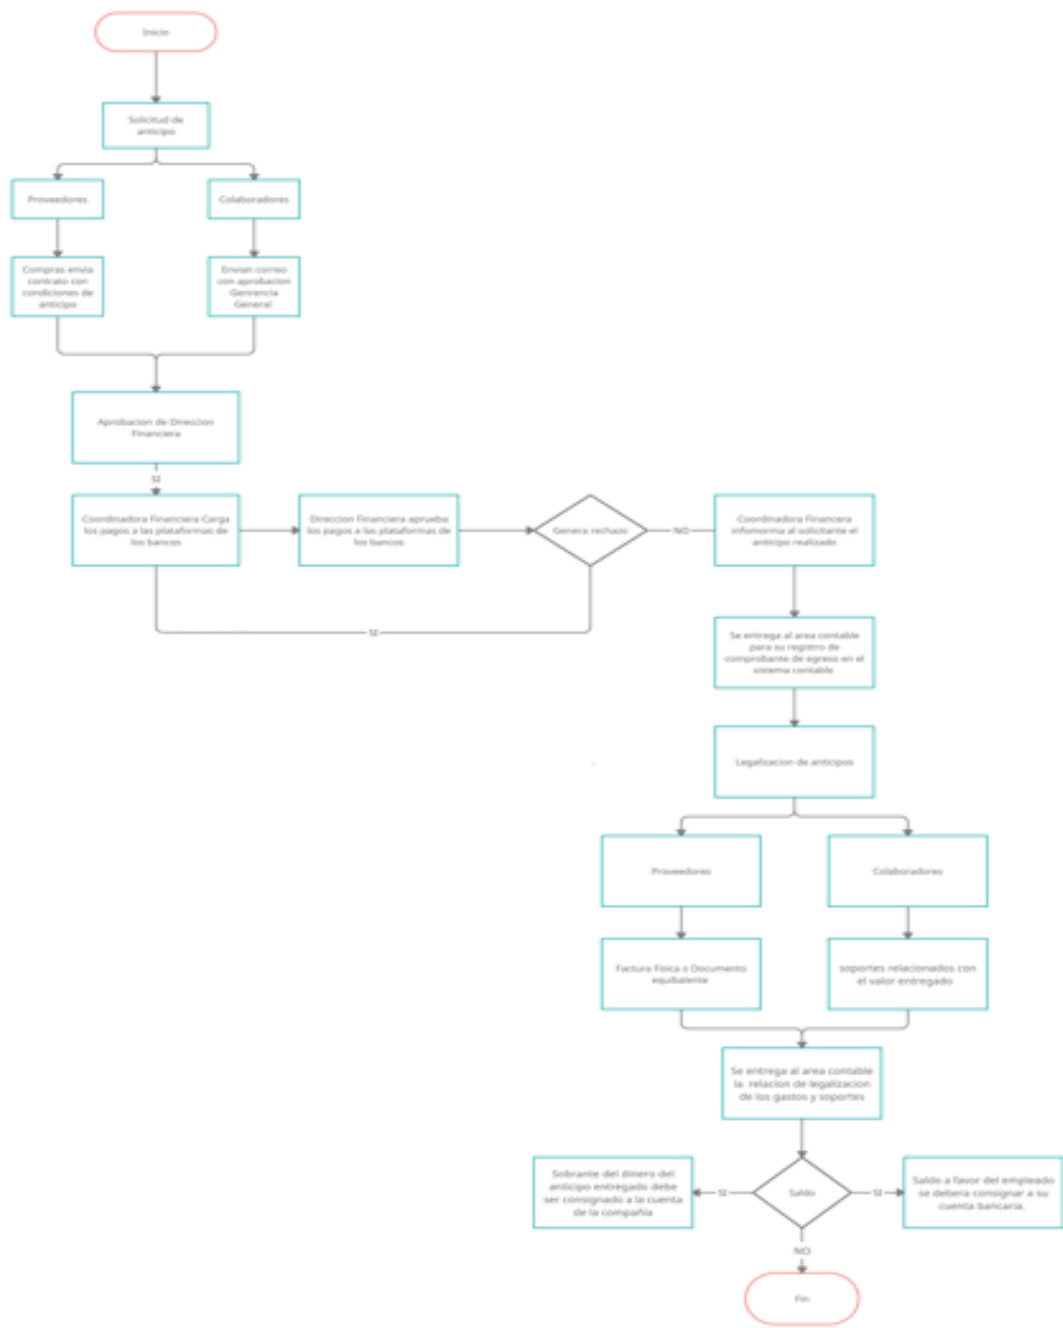 Inicio
Solicitud de
anticipo
Proveedores
Colaboradores
Compras envia
contrato con
condiciones de
anticipo
Envian correo
con aprobacion
Genrencia
General
Aprobacion de Direccion
Financiera
SI
Coordinadora Financiera Carga
los pagos a las plataformas de
los bancos
Direccion Financiera aprueba
los pagos a las plataformas de
los bancos
Genera rechazo
NO
Coordinadora Financiera
infomorma al solicitante el
anticipo realizado
SI
Se entrega al area contable
para su registro de
comprobante de egreso en el
sistema contable
Legalizacion de anticipos
Proveedores
Colaboradores
Factura Fisica o Documento
equibalente
soportes relacionados con
el valor entregado
Se entrega al area contable
la relacion de legalizacion
de los gastos y soportes
Sobrante del dinero del
anticipo entregado debe
ser consignado a la cuenta
de la compañía
SI
Saldo
SI
Saldo a favor del empleado
se debera consignar a su
cuenta bancaria.
NO
Fin